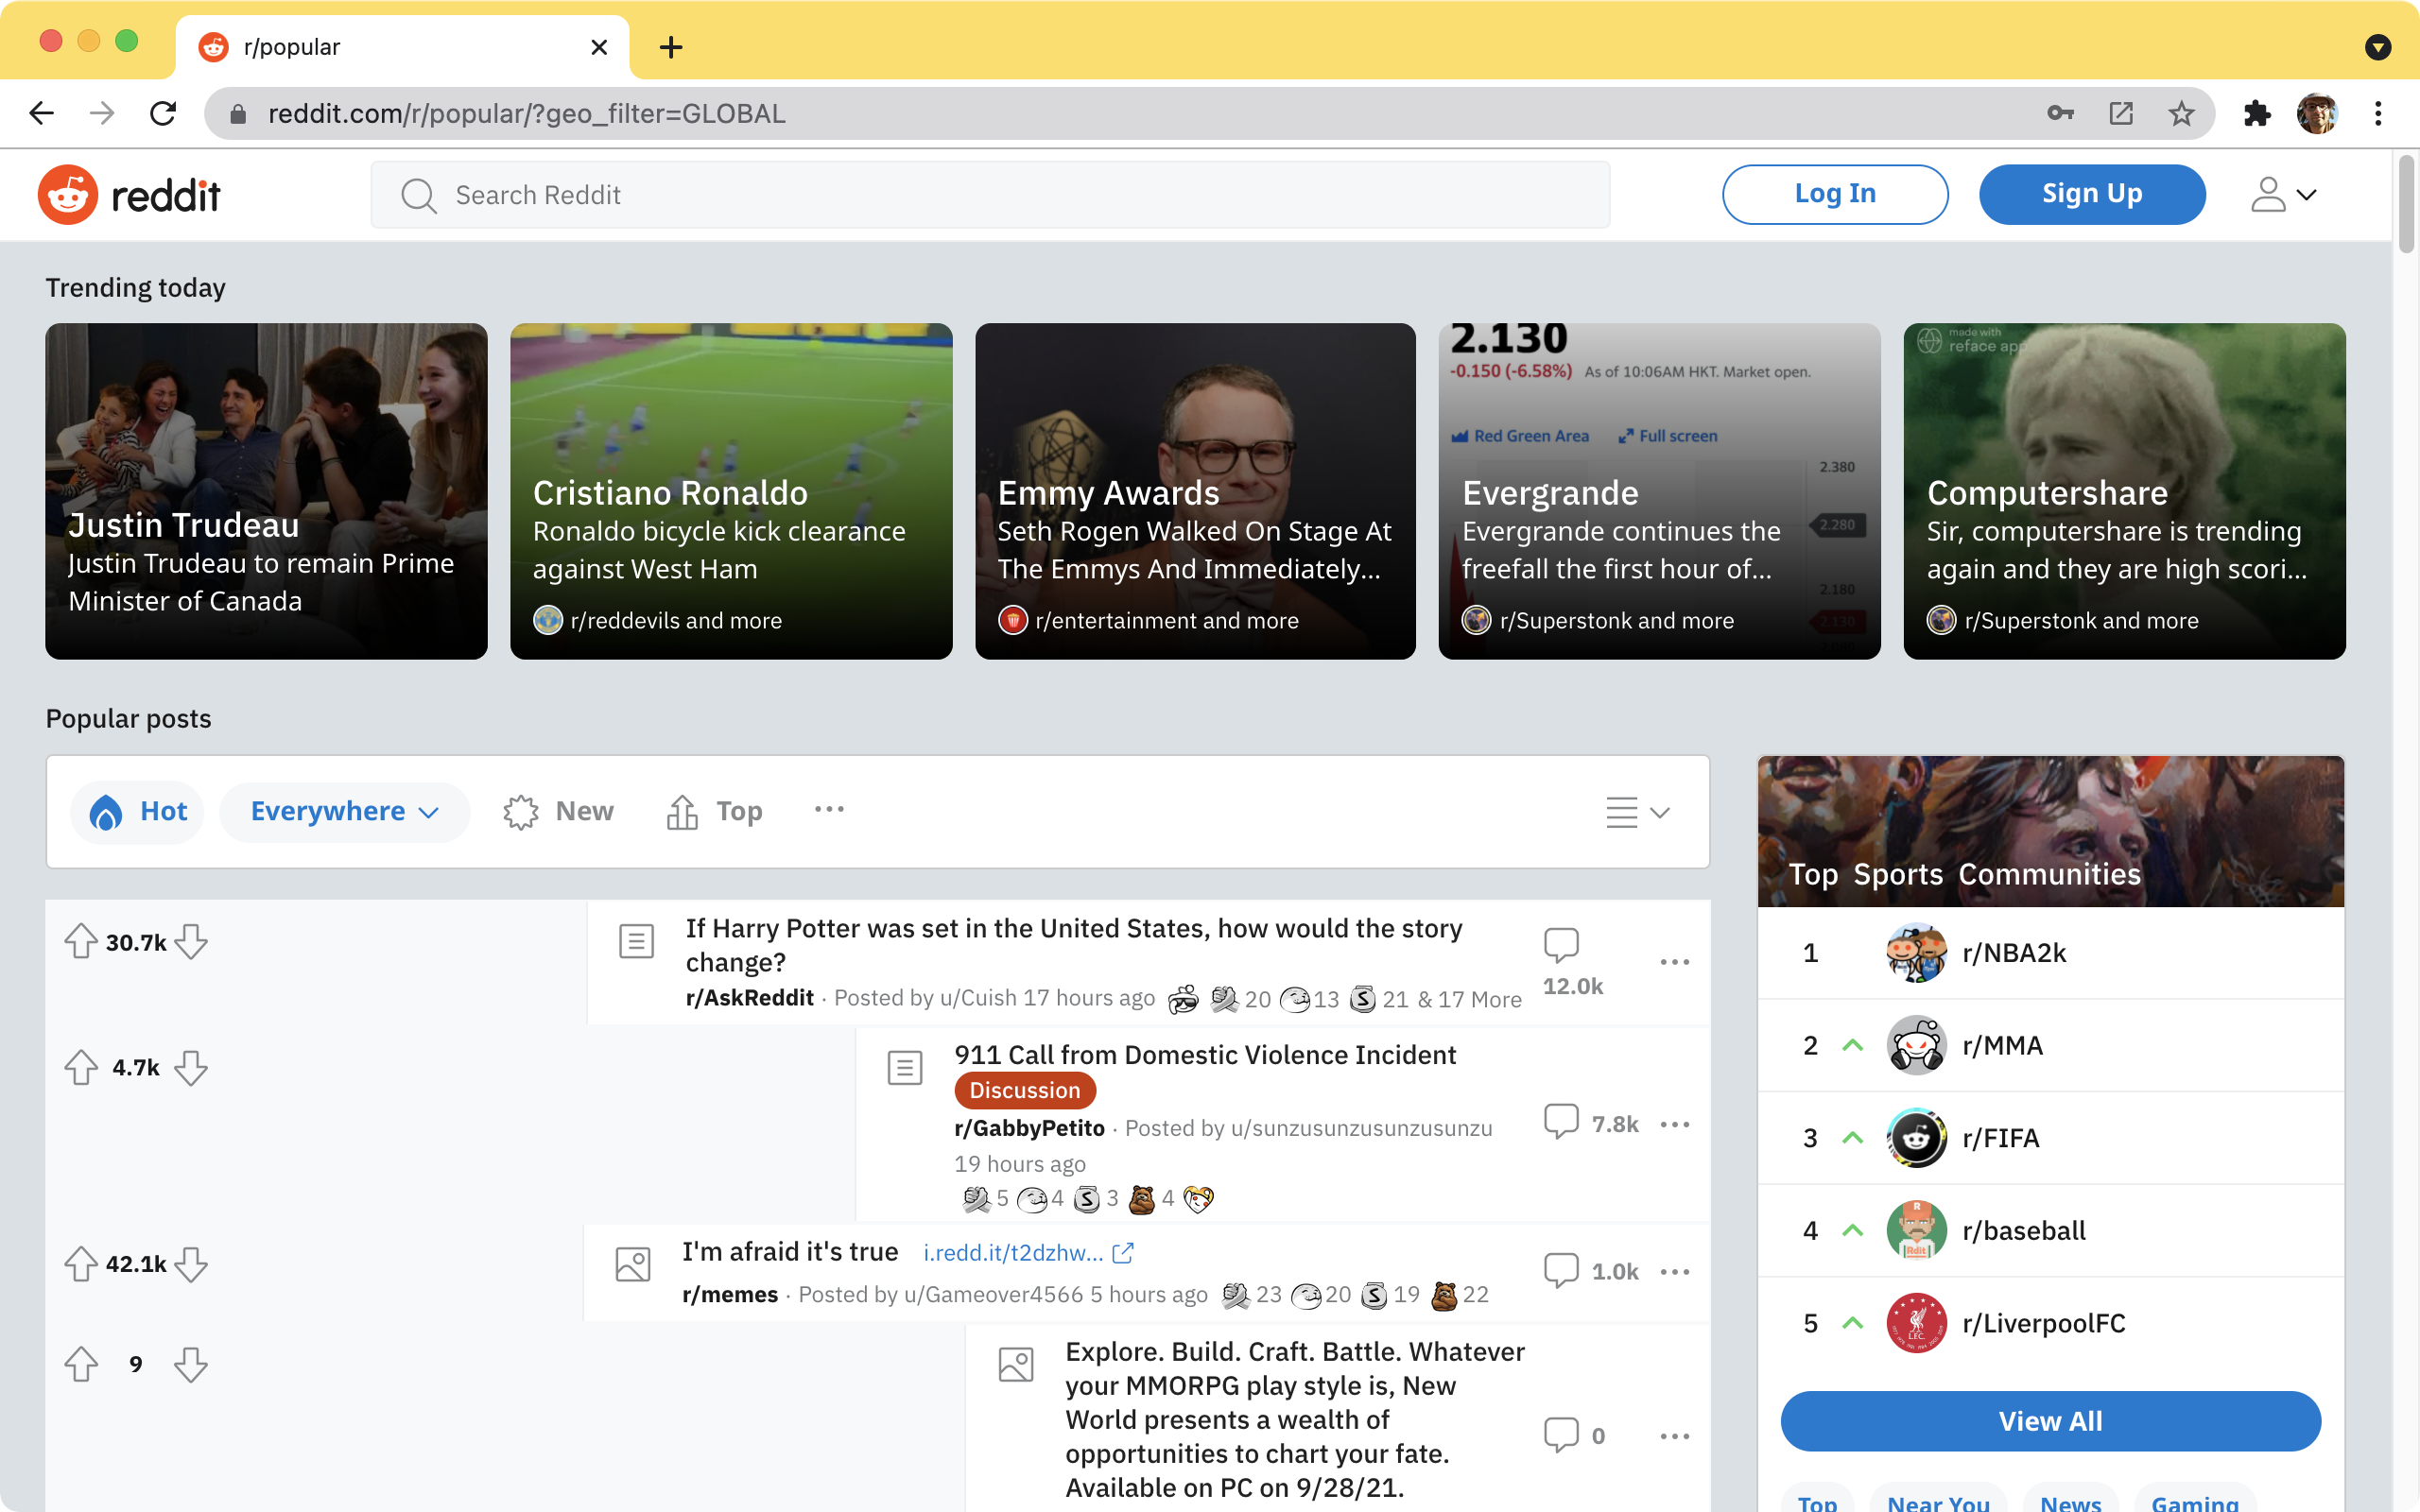 r/popular
reddit.com/r/popular/?geo_filter=GLOBAL
reddit
Search Reddit
Log In
Sign Up
Trending today
Justin Trudeau
Justin Trudeau to remain Prime
Minister of Canada
Cristiano Ronaldo
Ronaldo bicycle kick clearance
against West Ham
r/reddevils and more
Emmy Awards
Seth Rogen Walked On Stage At
The Emmys And Immediately...
r/entertainment and more
2.130
-0.150 (-6.58%) As of 10:06AM HKT. Market open.
Red Green Area Full screen
2.380
2.280
2.180
2.130
Evergrande
Evergrande continues the
freefall the first hour of...
r/Superstonk and more
made with
reface app
Computershare
Sir, computershare is trending
again and they are high scori...
r/Superstonk and more
Popular posts
Hot
Everywhere
New
Top
30.7k
If Harry Potter was set in the United States, how would the story
change?
r/AskReddit · Posted by u/Cuish 17 hours ago 20 13 S 21 & 17 More
12.0k
4.7k
911 Call from Domestic Violence Incident
Discussion
r/GabbyPetito · Posted by u/sunzusunzusunzusunzu
19 hours ago
5 4 S 3 4
7.8k
42.1k
I'm afraid it's true i.redd.it/t2dzhw...
r/memes · Posted by u/Gameover4566 5 hours ago 23 20 S 19 22
1.0k
9
Explore. Build. Craft. Battle. Whatever
your MMORPG play style is, New
World presents a wealth of
opportunities to chart your fate.
Available on PC on 9/28/21.
0
Top Sports Communities
1 r/NBA2k
2 r/MMA
3 r/FIFA
4 r/baseball
5 r/LiverpoolFC
View All
Top Near You News Gaming